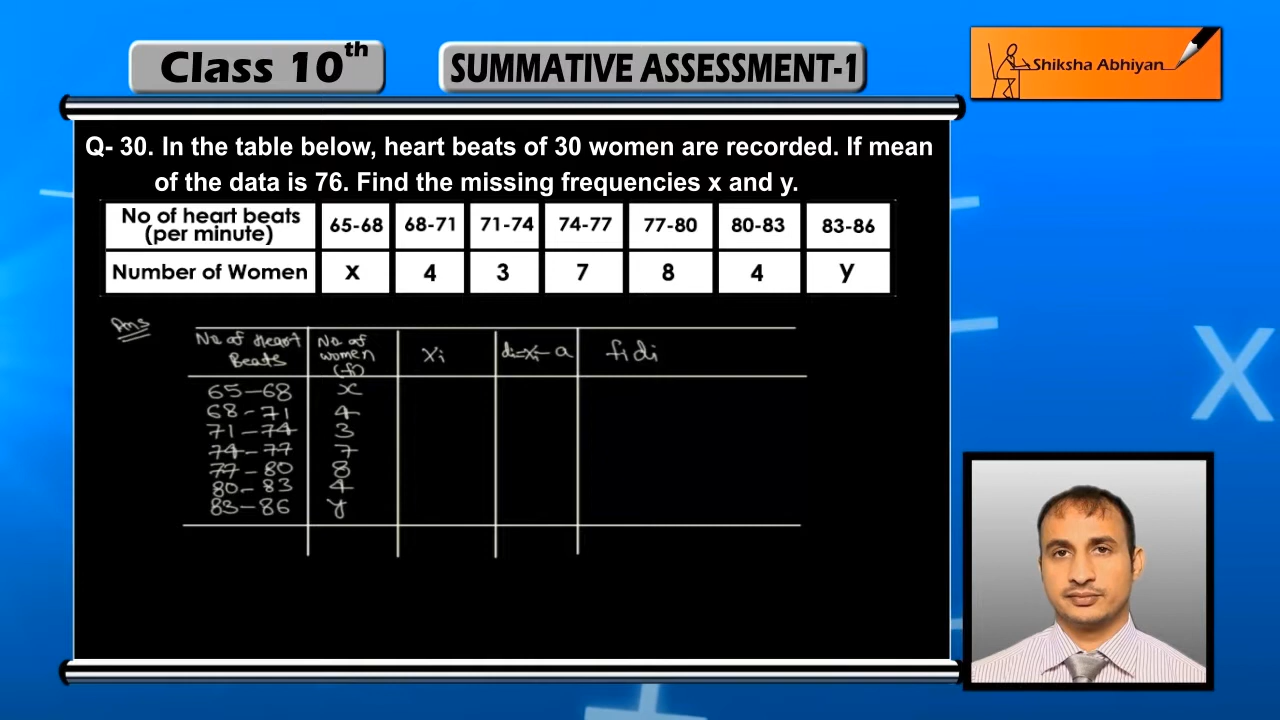 Class 10th
SUMMATIVE ASSESSMENT-1
Shiksha Abhiyan
Q- 30. In the table below, heart beats of 30 women are recorded. If mean
of the data is 76. Find the missing frequencies x and y.
No of heart beats (per minute) 65-68 68-71 71-74 74-77 77-80 80-83 83-86
Number of Women x 4 3 7 8 4 y
Ans
No of Heart Beats No of women (fi) xi di=xi-a fidi
65-68 x
68-71 4
71-74 3
74-77 7
77-80 8
80-83 4
83-86 y
X